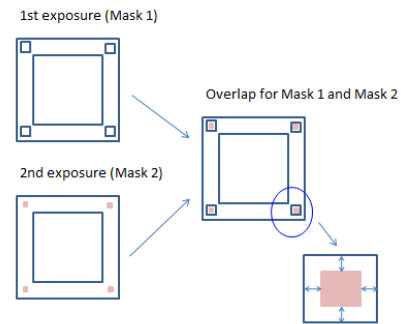 1st exposure (Mask 1)
Overlap for Mask 1 and Mask 2
2nd exposure (Mask 2)